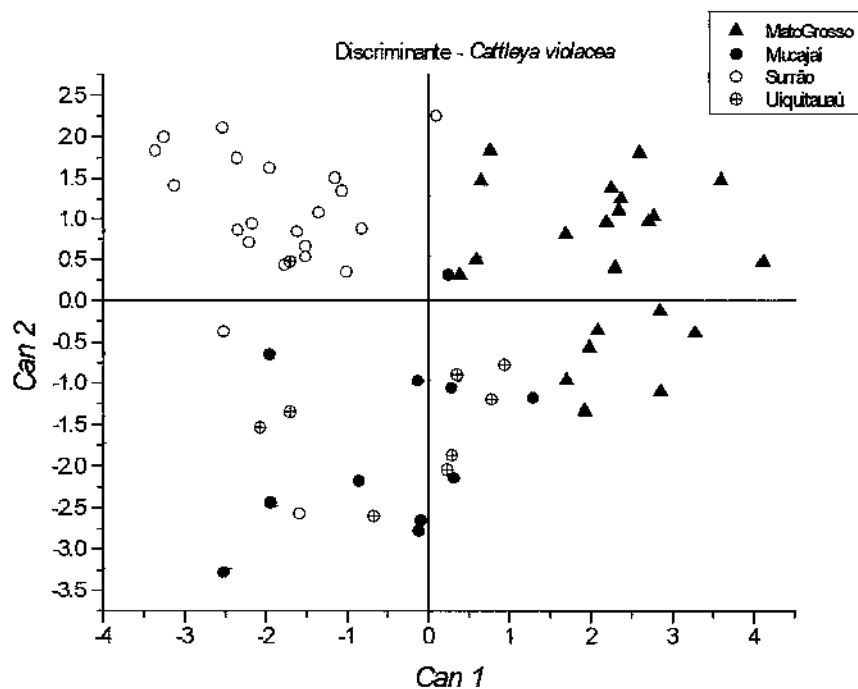 Discriminante - Cattleya violacea
MatoGrosso
Mucajaí
Surrão
Uiquitauaú
2.5
2.0
1.5
1.0
0.5
0.0
-0.5
-1.0
-1.5
-2.0
-2.5
-3.0
-3.5
Can 2
-4 -3 -2 -1 0 1 2 3 4
Can 1